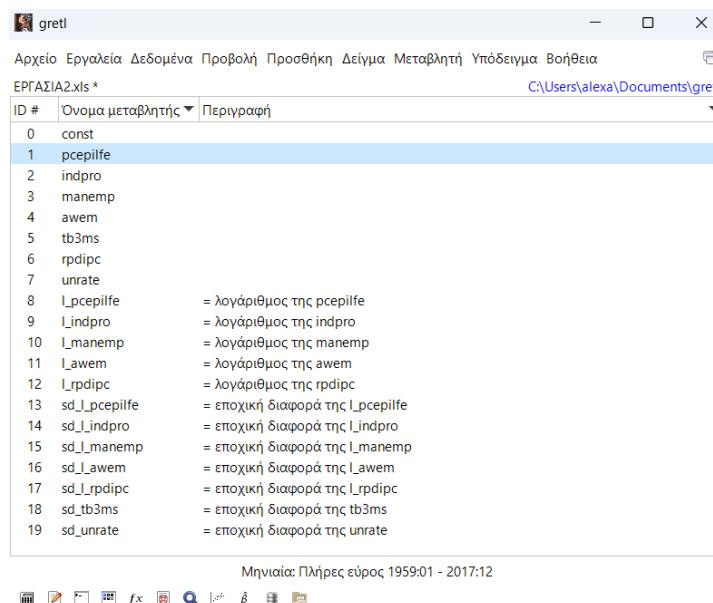 gretl
Αρχείο Εργαλεία Δεδομένα Προβολή Προσθήκη Δείγμα Μεταβλητή Υπόδειγμα Βοήθεια
ΕΡΓΑΣΙΑ2.xls * C:\Users\alexa\Documents\gre
ID # Όνομα μεταβλητής Περιγραφή
0 const
1 pcepilfe
2 indpro
3 manemp
4 awem
5 tb3ms
6 rpdipc
7 unrate
8 l_pcepilfe = λογάριθμος της pcepilfe
9 l_indpro = λογάριθμος της indpro
10 l_manemp = λογάριθμος της manemp
11 l_awem = λογάριθμος της awem
12 l_rpdipc = λογάριθμος της rpdipc
13 sd_l_pcepilfe = εποχική διαφορά της l_pcepilfe
14 sd_l_indpro = εποχική διαφορά της l_indpro
15 sd_l_manemp = εποχική διαφορά της l_manemp
16 sd_l_awem = εποχική διαφορά της l_awem
17 sd_l_rpdipc = εποχική διαφορά της l_rpdipc
18 sd_tb3ms = εποχική διαφορά της tb3ms
19 sd_unrate = εποχική διαφορά της unrate
Μηνιαία: Πλήρες εύρος 1959:01 - 2017:12
fx β̂